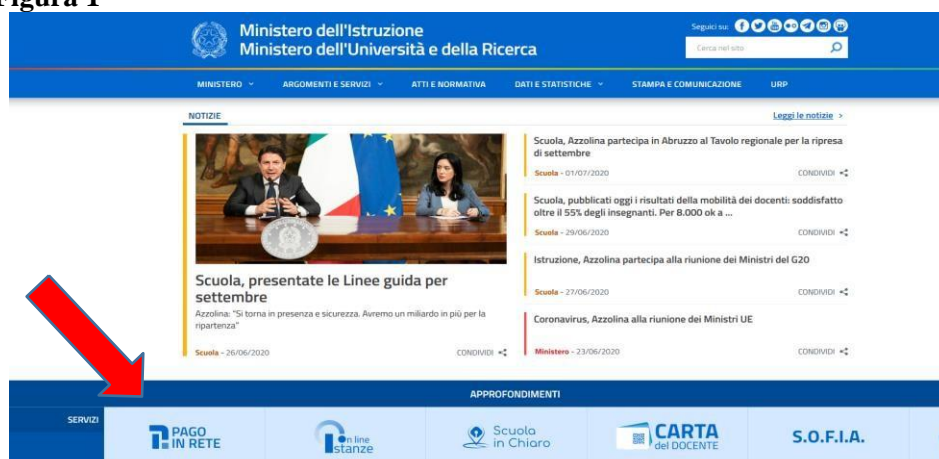 Figura 1
Ministero dell'Istruzione
Ministero dell'Università e della Ricerca
Seguici su:
Cerca nel sito
MINISTERO
ARGOMENTI E SERVIZI
ATTI E NORMATIVA
DATI E STATISTICHE
STAMPA E COMUNICAZIONE
URP
NOTIZIE
Leggi le notizie >
Scuola, presentate le Linee guida per
settembre
Azzolina: "Si torna in presenza e sicurezza. Avremo un miliardo in più per la
ripartenza"
Scuola - 26/06/2020
CONDIVIDI
Scuola, Azzolina partecipa in Abruzzo al Tavolo regionale per la ripresa
di settembre
Scuola - 01/07/2020
CONDIVIDI
Scuola, pubblicati oggi i risultati della mobilità dei docenti: soddisfatto
oltre il 55% degli insegnanti. Per 8.000 ok a ...
Scuola - 29/06/2020
CONDIVIDI
Istruzione, Azzolina partecipa alla riunione dei Ministri del G20
Scuola - 27/06/2020
CONDIVIDI
Coronavirus, Azzolina alla riunione dei Ministri UE
Ministero - 23/06/2020
CONDIVIDI
APPROFONDIMENTI
SERVIZI
PAGO
IN RETE
On line
Istanze
Scuola
in Chiaro
CARTA
del DOCENTE
S.O.F.I.A.